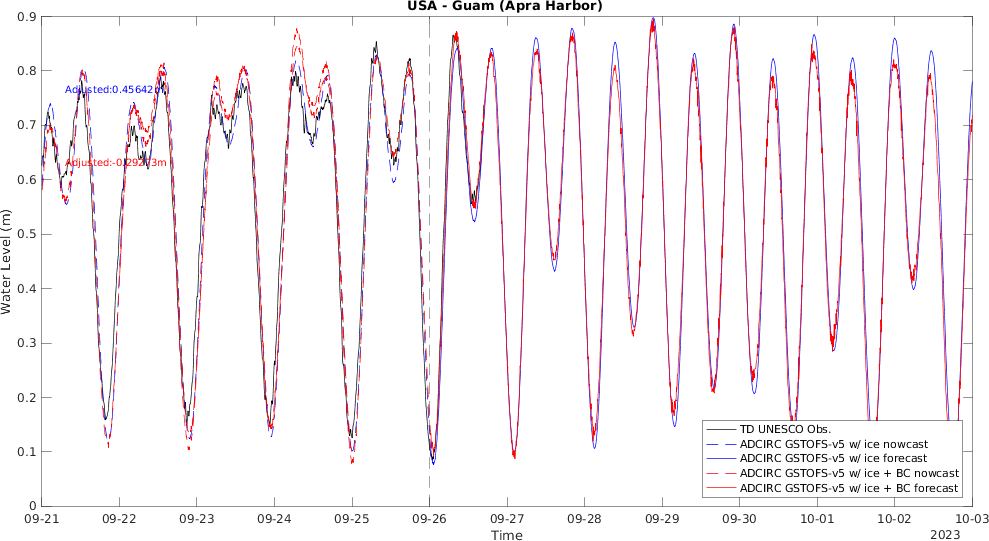 USA - Guam (Apra Harbor)
Water Level (m)
0.9
0.8
0.7
0.6
0.5
0.4
0.3
0.2
0.1
0
TD UNESCO Obs.
ADCIRC GSTOFS-v5 w/ ice nowcast
ADCIRC GSTOFS-v5 w/ ice forecast
ADCIRC GSTOFS-v5 w/ ice + BC nowcast
ADCIRC GSTOFS-v5 w/ ice + BC forecast
09-21 09-22 09-23 09-24 09-25 09-26 09-27 09-28 09-29 09-30 10-01 10-02 10-03
Time
2023